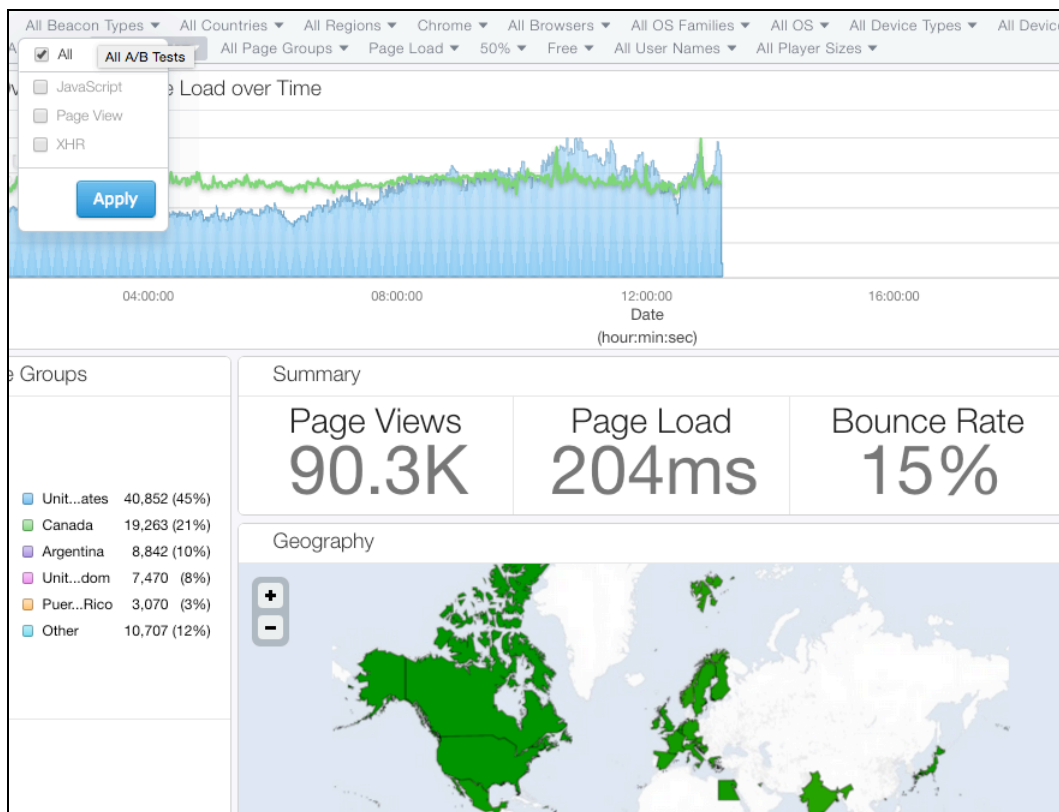 All Beacon Types All Countries All Regions Chrome All Browsers All OS Families All OS All Device Types All Device
All Page Groups Page Load 50% Free All User Names All Player Sizes
All
All A/B Tests
JavaScript
Page View
XHR
Apply
Load over Time
04:00:00 08:00:00 12:00:00 16:00:00
Date
(hour:min:sec)
Groups
Unit...ates 40,852 (45%)
Canada 19,263 (21%)
Argentina 8,842 (10%)
Unit...dom 7,470 (8%)
Puer...Rico 3,070 (3%)
Other 10,707 (12%)
Summary
Page Views Page Load Bounce Rate
90.3K 204ms 15%
Geography
+
-